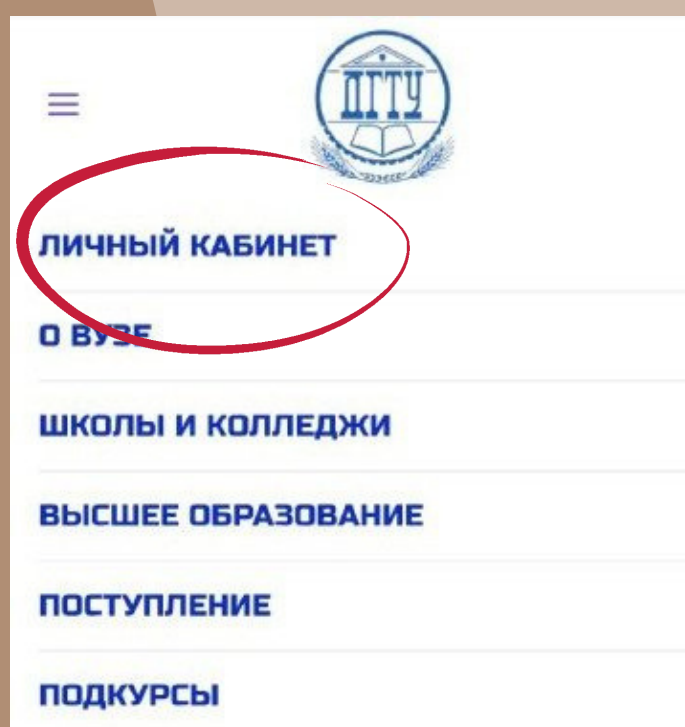 ДГТУ
ЛИЧНЫЙ КАБИНЕТ
О ВУЗЕ
ШКОЛЫ И КОЛЛЕДЖИ
ВЫСШЕЕ ОБРАЗОВАНИЕ
ПОСТУПЛЕНИЕ
ПОДКУРСЫ